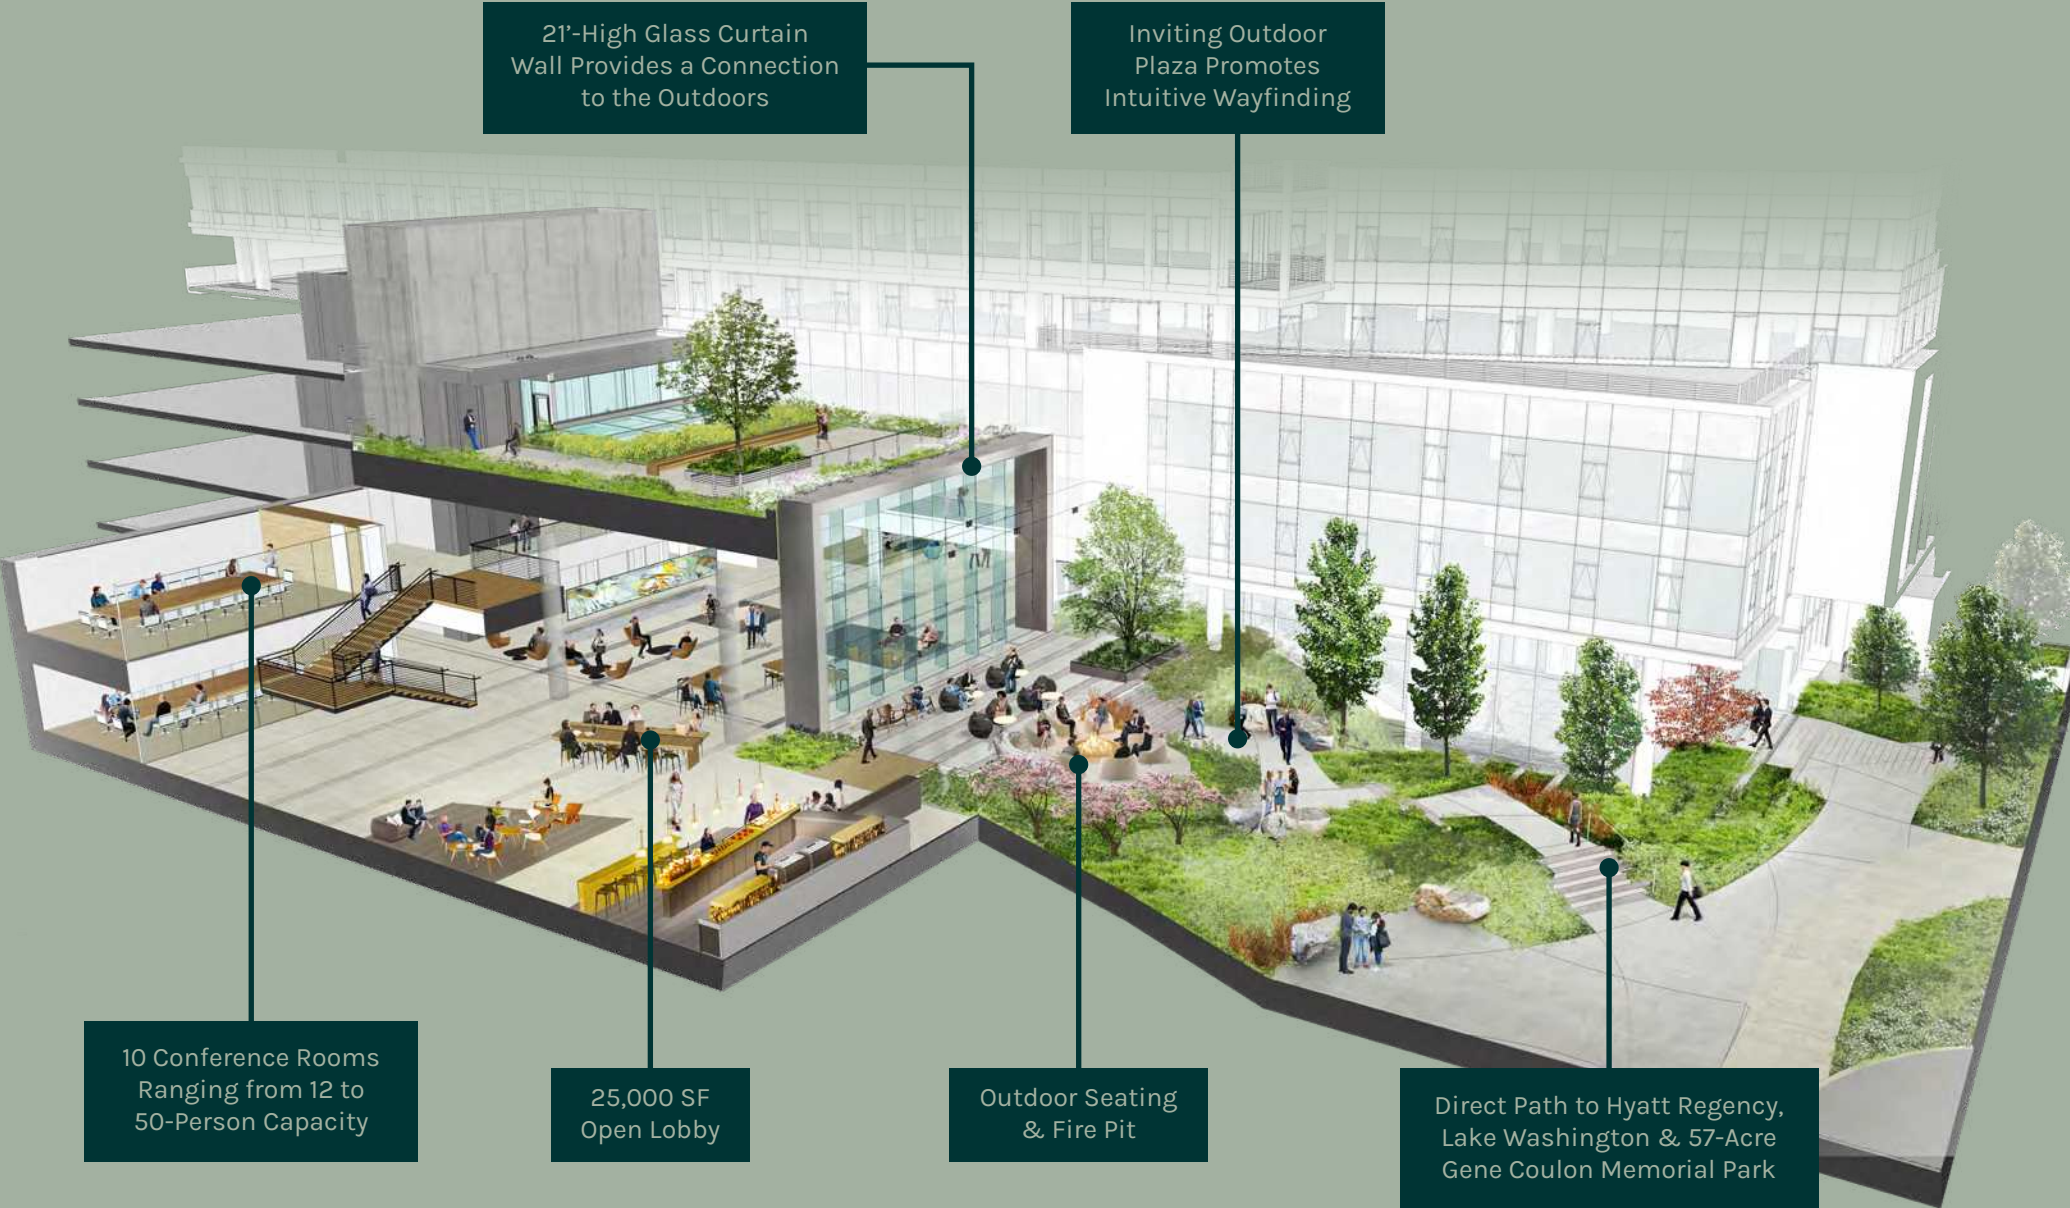 21’-High Glass Curtain
Wall Provides a Connection
to the Outdoors
Inviting Outdoor
Plaza Promotes
Intuitive Wayfinding
10 Conference Rooms
Ranging from 12 to
50-Person Capacity
25,000 SF
Open Lobby
Outdoor Seating
& Fire Pit
Direct Path to Hyatt Regency,
Lake Washington & 57-Acre
Gene Coulon Memorial Park